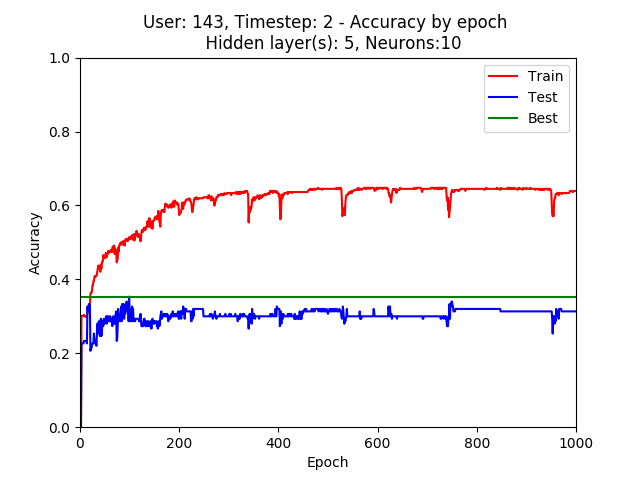 User: 143, Timestep: 2 - Accuracy by epoch
Hidden layer(s): 5, Neurons:10
1.0
0.8
0.6
0.4
0.2
0.0
Accuracy
Train
Test
Best
0 200 400 600 800 1000
Epoch